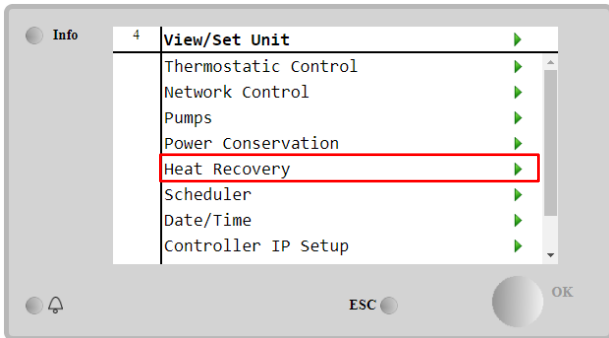 Info
4 View/Set Unit
Thermostatic Control
Network Control
Pumps
Power Conservation
Heat Recovery
Scheduler
Date/Time
Controller IP Setup
ESC
OK